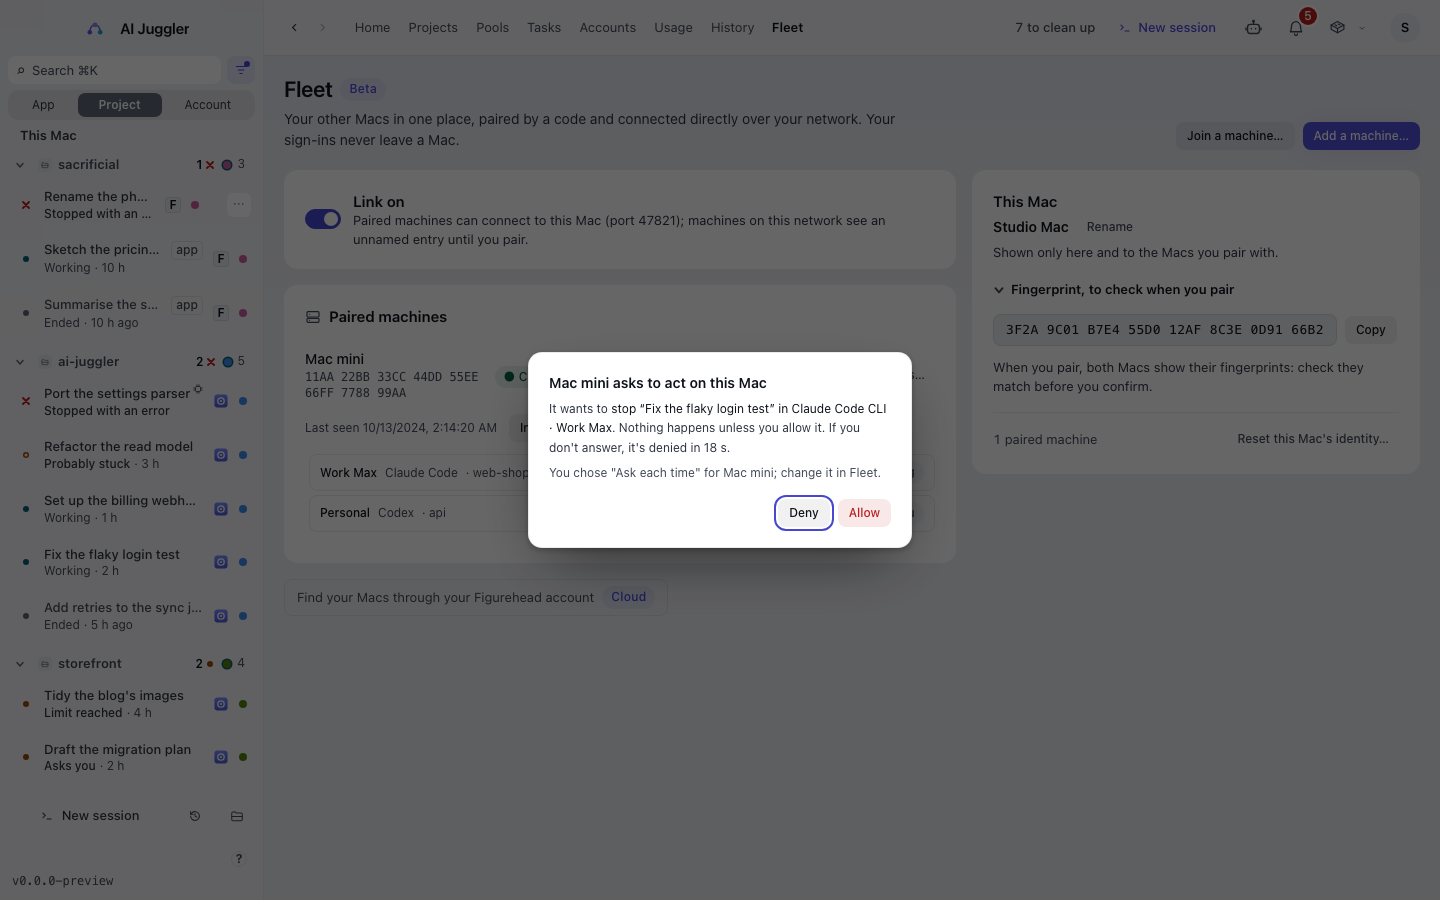 AI Juggler
Search ⌘K
App
Project
Account
This Mac
sacrificial
1
3
Rename the ph...
F
Stopped with an ...
Sketch the pricin...
app
Working · 10 h
F
Summarise the s...
app
Ended · 10 h ago
F
ai-juggler
2
5
Port the settings parser
Stopped with an error
Refactor the read model
Probably stuck · 3 h
Set up the billing webh...
Working · 1 h
Fix the flaky login test
Working · 2 h
Add retries to the sync j...
Ended · 5 h ago
storefront
2
4
Tidy the blog's images
Limit reached · 4 h
Draft the migration plan
Asks you · 2 h
New session
?
v0.0.0-preview
Home
Projects
Pools
Tasks
Accounts
Usage
History
Fleet
7 to clean up
New session
5
S
Fleet
Beta
Your other Macs in one place, paired by a code and connected directly over your network. Your
sign-ins never leave a Mac.
Join a machine...
Add a machine...
Link on
Paired machines can connect to this Mac (port 47821); machines on this network see an
unnamed entry until you pair.
Paired machines
Mac mini
11AA 22BB 33CC 44DD 55EE
66FF 7788 99AA
Last seen 10/13/2024, 2:14:20 AM
Work Max Claude Code · web-shop
Personal Codex · api
Find your Macs through your Figurehead account
Cloud
This Mac
Studio Mac
Rename
Shown only here and to the Macs you pair with.
Fingerprint, to check when you pair
3F2A 9C01 B7E4 55D0 12AF 8C3E 0D91 66B2
Copy
When you pair, both Macs show their fingerprints: check they
match before you confirm.
1 paired machine
Reset this Mac's identity...
Mac mini asks to act on this Mac
It wants to stop “Fix the flaky login test” in Claude Code CLI
· Work Max. Nothing happens unless you allow it. If you
don't answer, it's denied in 18 s.
You chose "Ask each time" for Mac mini; change it in Fleet.
Deny
Allow